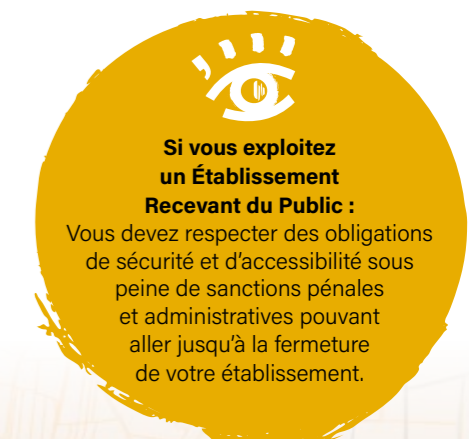 Si vous exploitez
un Établissement
Recevant du Public :
Vous devez respecter des obligations
de sécurité et d’accessibilité sous
peine de sanctions pénales
et administratives pouvant
aller jusqu’à la fermeture
de votre établissement.